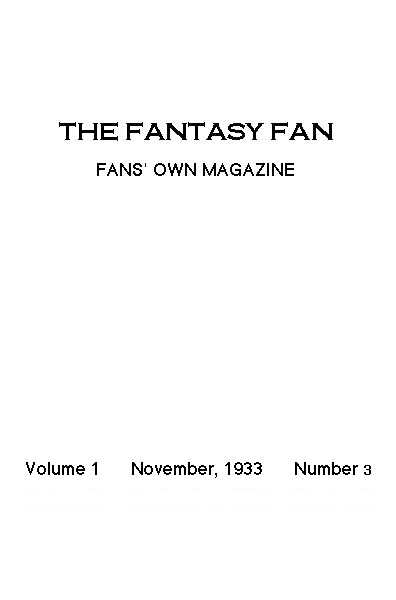 THE FANTASY FAN
FANS' OWN MAGAZINE
Volume 1 November, 1933 Number 3